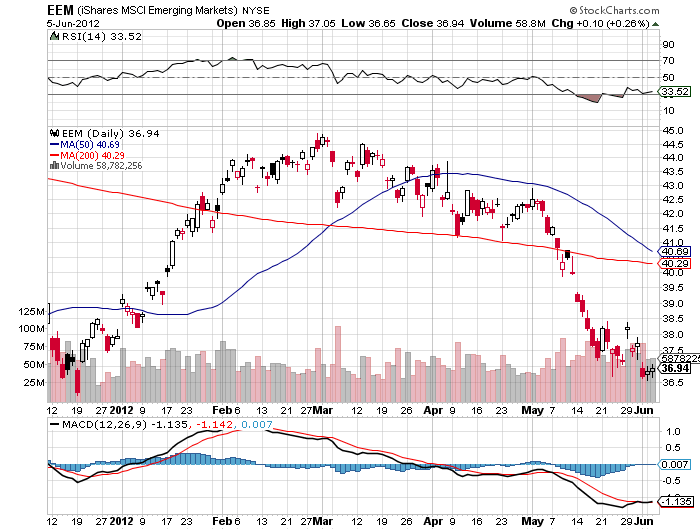 EEM (iShares MSCI Emerging Markets) NYSE © StockCharts.com
5-Jun-2012 Open 36.85 High 37.05 Low 36.65 Close 36.94 Volume 58.8M Chg +0.10 (+0.26%)
RSI(14) 33.52
90
70
50
33.52
30
10
EEM (Daily) 36.94
MA(50) 40.69
MA(200) 40.29
Volume 58,782,256
45.0
44.5
44.0
43.5
43.0
42.5
42.0
41.5
41.0
40.69
40.29
40.0
39.5
39.0
38.5
38.0
37.5
36.94
36.5
125M
100M
75M
50M
25M
12 19 27 2012 9 17 23 Feb 6 13 21 27 Mar 12 19 26 Apr 9 16 23 May 7 14 21 29 Jun
MACD(12,26,9) -1.135, -1.142, 0.007
1.0
0.5
0.007
-1.135
12 19 27 2012 9 17 23 Feb 6 13 21 27 Mar 12 19 26 Apr 9 16 23 May 7 14 21 29 Jun